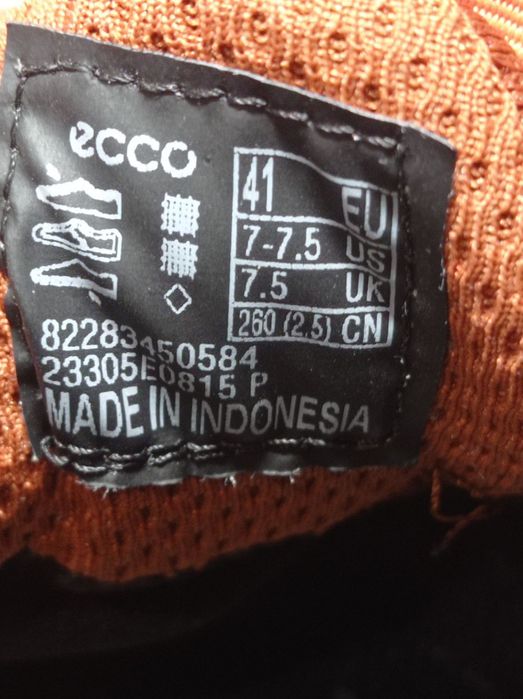 ecco
41 EU
7-7.5 US
7.5 UK
260 (2.5) CN
82283450584
23305E0815 P
MADE IN INDONESIA